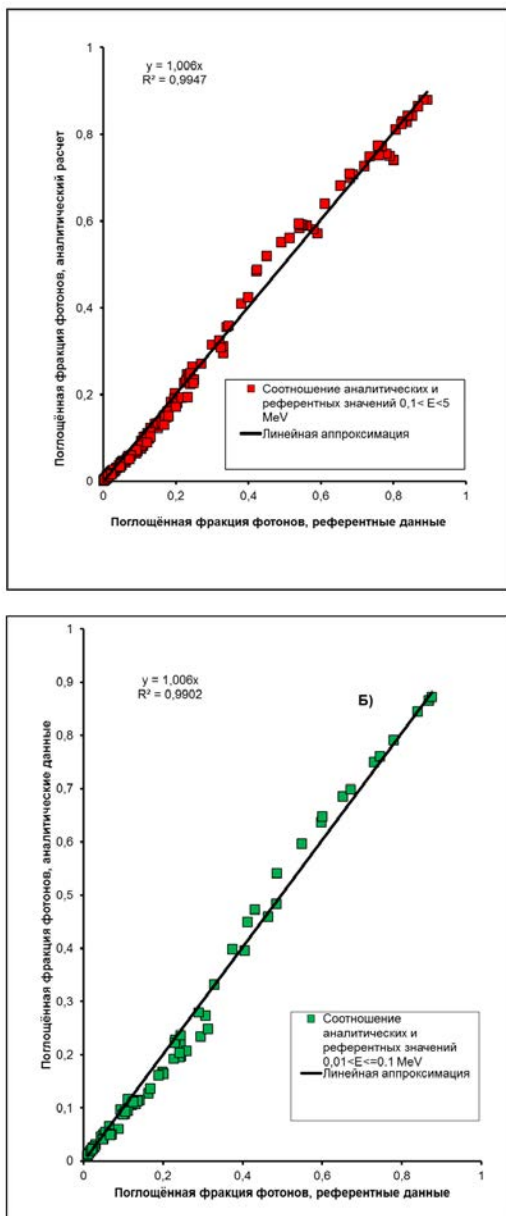 y = 1,006x
R² = 0,9947
1
0,8
0,6
0,4
0,2
0
Поглощённая фракция фотонов, аналитический расчет
Соотношение аналитических и
референтных значений 0,1< E<5
MeV
Линейная аппроксимация
0
0,2
0,4
0,6
0,8
1
Поглощённая фракция фотонов, референтные данные
y = 1,006x
R² = 0,9902
Б)
1
0,9
0,8
0,7
0,6
0,5
0,4
0,3
0,2
0,1
0
Поглощённая фракция фотонов, аналитические данные
Соотношение
аналитических и
референтных значений
0,01<E<=0.1 MeV
Линейная аппроксимация
0
0,2
0,4
0,6
0,8
1
Поглощённая фракция фотонов, референтные данные